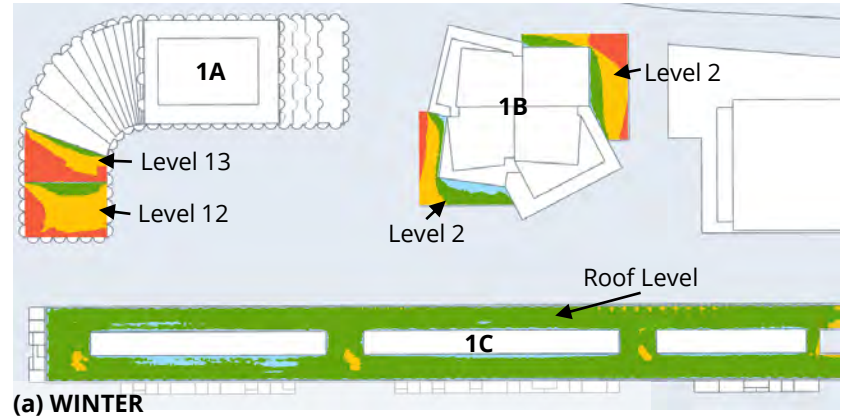 1A
1B
Level 2
Level 13
Level 12
Level 2
Roof Level
1C
(a) WINTER